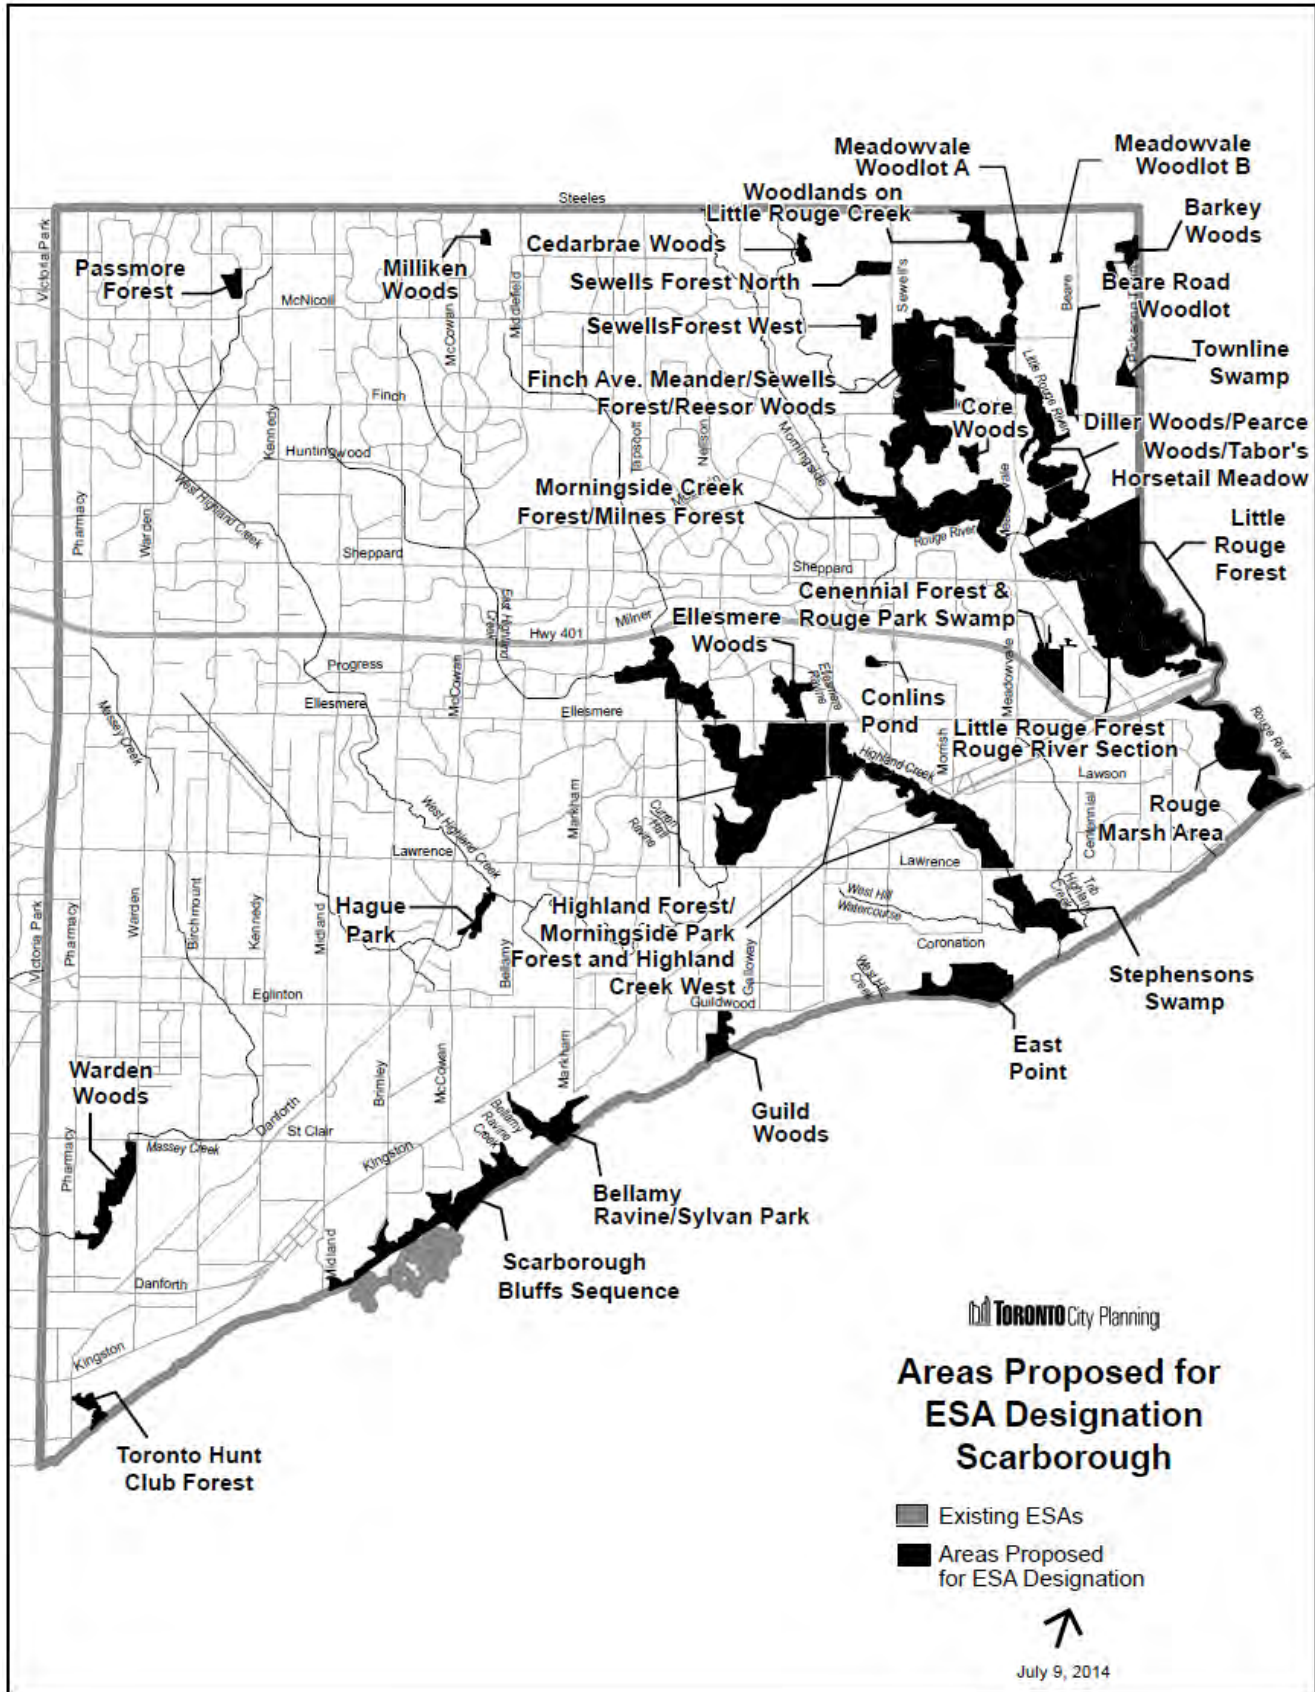 Meadowvale
Woodlot A
Meadowvale
Woodlot B
Steeles
Woodlands on
Little Rouge Creek
Barkey
Woods
Cedarbrae Woods
Victoria Park
Passmore
Forest
Milliken
Woods
Sewells Forest North
Sewell's
Beare
Beare Road
Woodlot
McNicoll
McCowan
Middlefield
SewellsForest West
Townline
Swamp
Little Rouge River
Finch Ave. Meander/Sewells
Forest/Reesor Woods
Finch
Core
Woods
Diller Woods/Pearce
Woods/Tabor's
Horsetail Meadow
Kennedy
Huntingwood
Tapscott
Neilson
Morningside
West Highland Creek
Morningside Creek
Forest/Milnes Forest
Pharmacy
Warden
Rouge River
Little
Rouge
Forest
Sheppard
Sheppard
Cenennial Forest &
Rouge Park Swamp
East Highland
Creek
Milner
Hwy 401
Ellesmere
Woods
Progress
McCowan
Ellesmere
Ravine
Meadowvale
Conlins
Pond
Ellesmere
Ellesmere
Massey Creek
Little Rouge Forest
Rouge River Section
Rouge River
Highland Creek
Morrish
Lawson
Markham
West Highland Creek
Rouge
Marsh Area
Centennial
Lawrence
Lawrence
Trib
Highland
Creek
West Hill
Watercourse
Victoria Park
Pharmacy
Warden
Birchmount
Kennedy
Midland
Hague
Park
Bellamy
Highland Forest/
Morningside Park
Forest and Highland
Creek West
Galloway
Coronation
Stephensons
Swamp
West Hill
Creek
Eglinton
Guildwood
East
Point
Warden
Woods
Brimley
McCowan
Markham
Guild
Woods
Danforth
St Clair
Bellamy
Ravine
Creek
Massey Creek
Kingston
Pharmacy
Bellamy
Ravine/Sylvan Park
Midland
Scarborough
Bluffs Sequence
Danforth
Kingston
Toronto Hunt
Club Forest
TORONTO City Planning
Areas Proposed for
ESA Designation
Scarborough
Existing ESAs
Areas Proposed
for ESA Designation
July 9, 2014